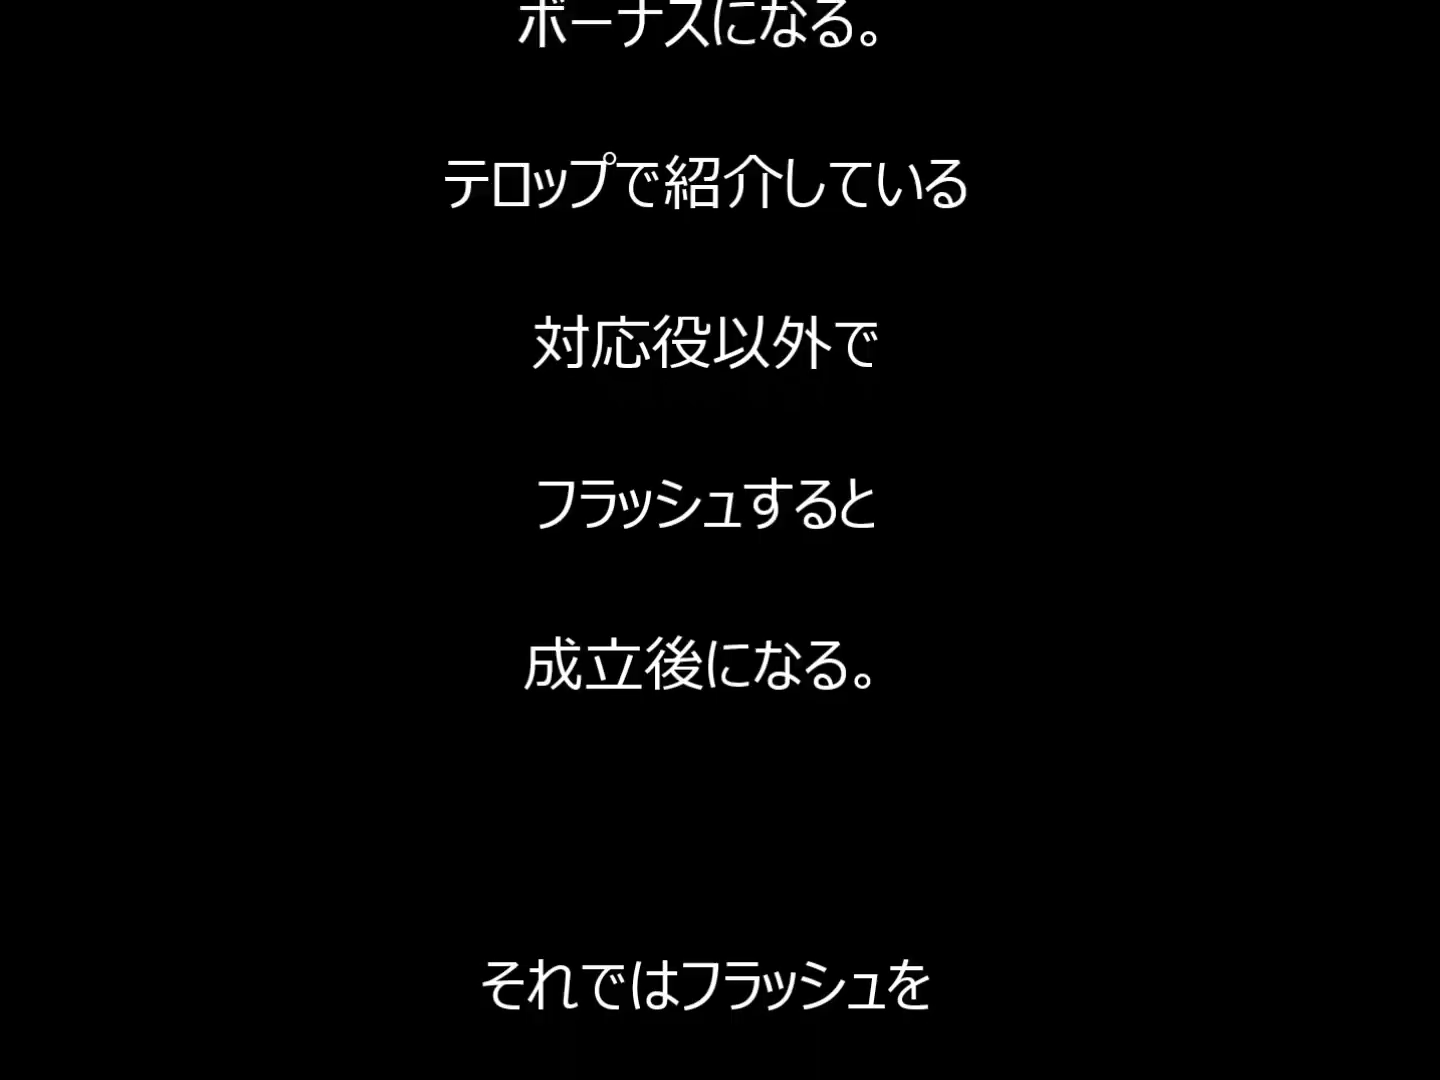 ボーナスになる。
テロップで紹介している
対応役以外で
フラッシュすると
成立後になる。
それではフラッシュを